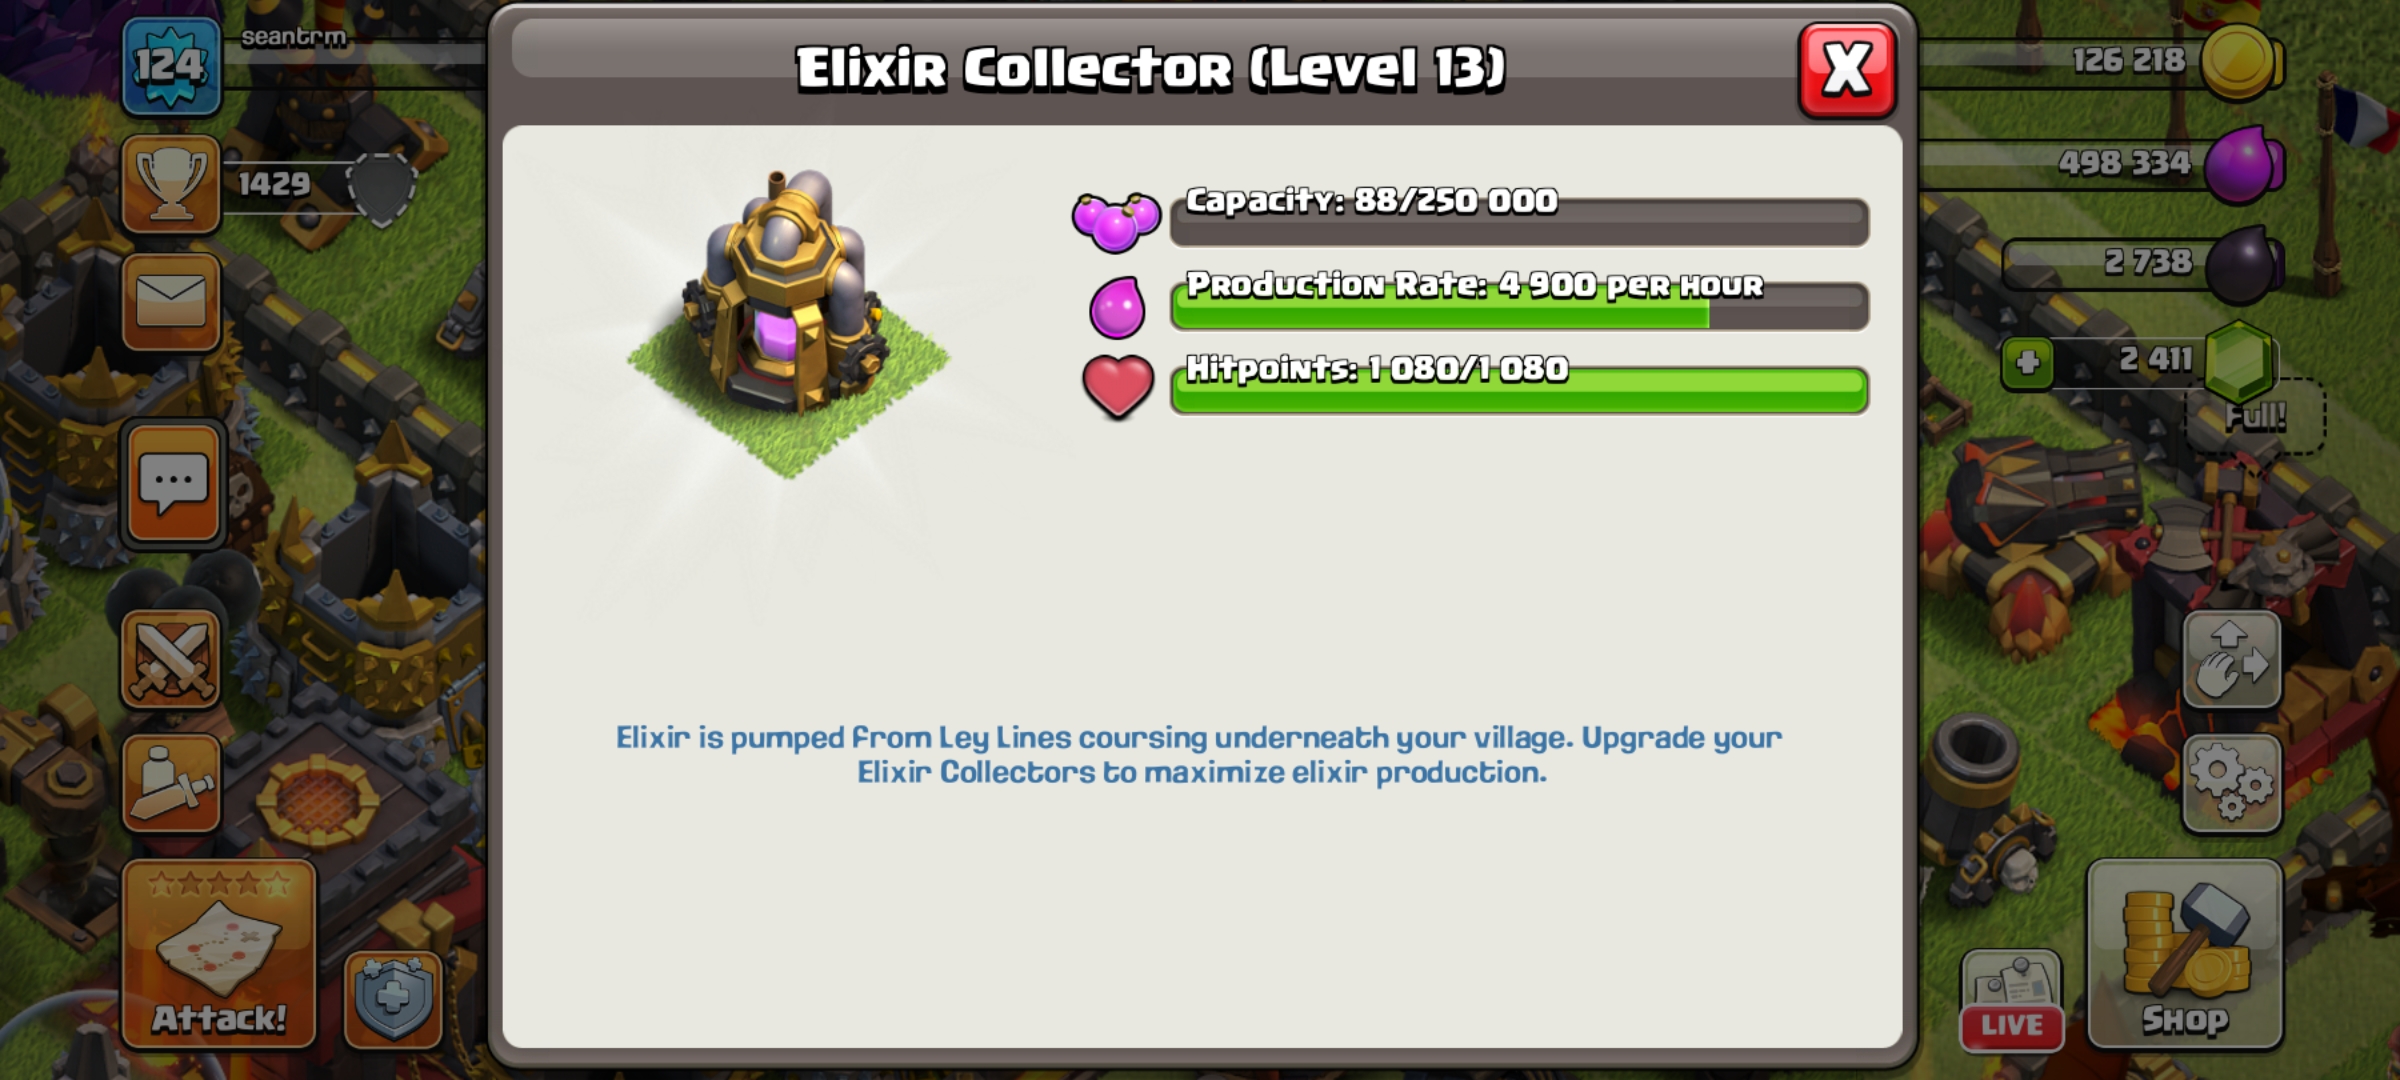 124
seantrm
Elixir Collector (Level 13)
X
126 218
1429
498 334
Capacity: 88/250 000
2 738
Production Rate: 4 900 per hour
2 411
Hitpoints: 1 080/1 080
Full!
Elixir is pumped from Ley Lines coursing underneath your village. Upgrade your
Elixir Collectors to maximize elixir production.
Attack!
LIVE
Shop